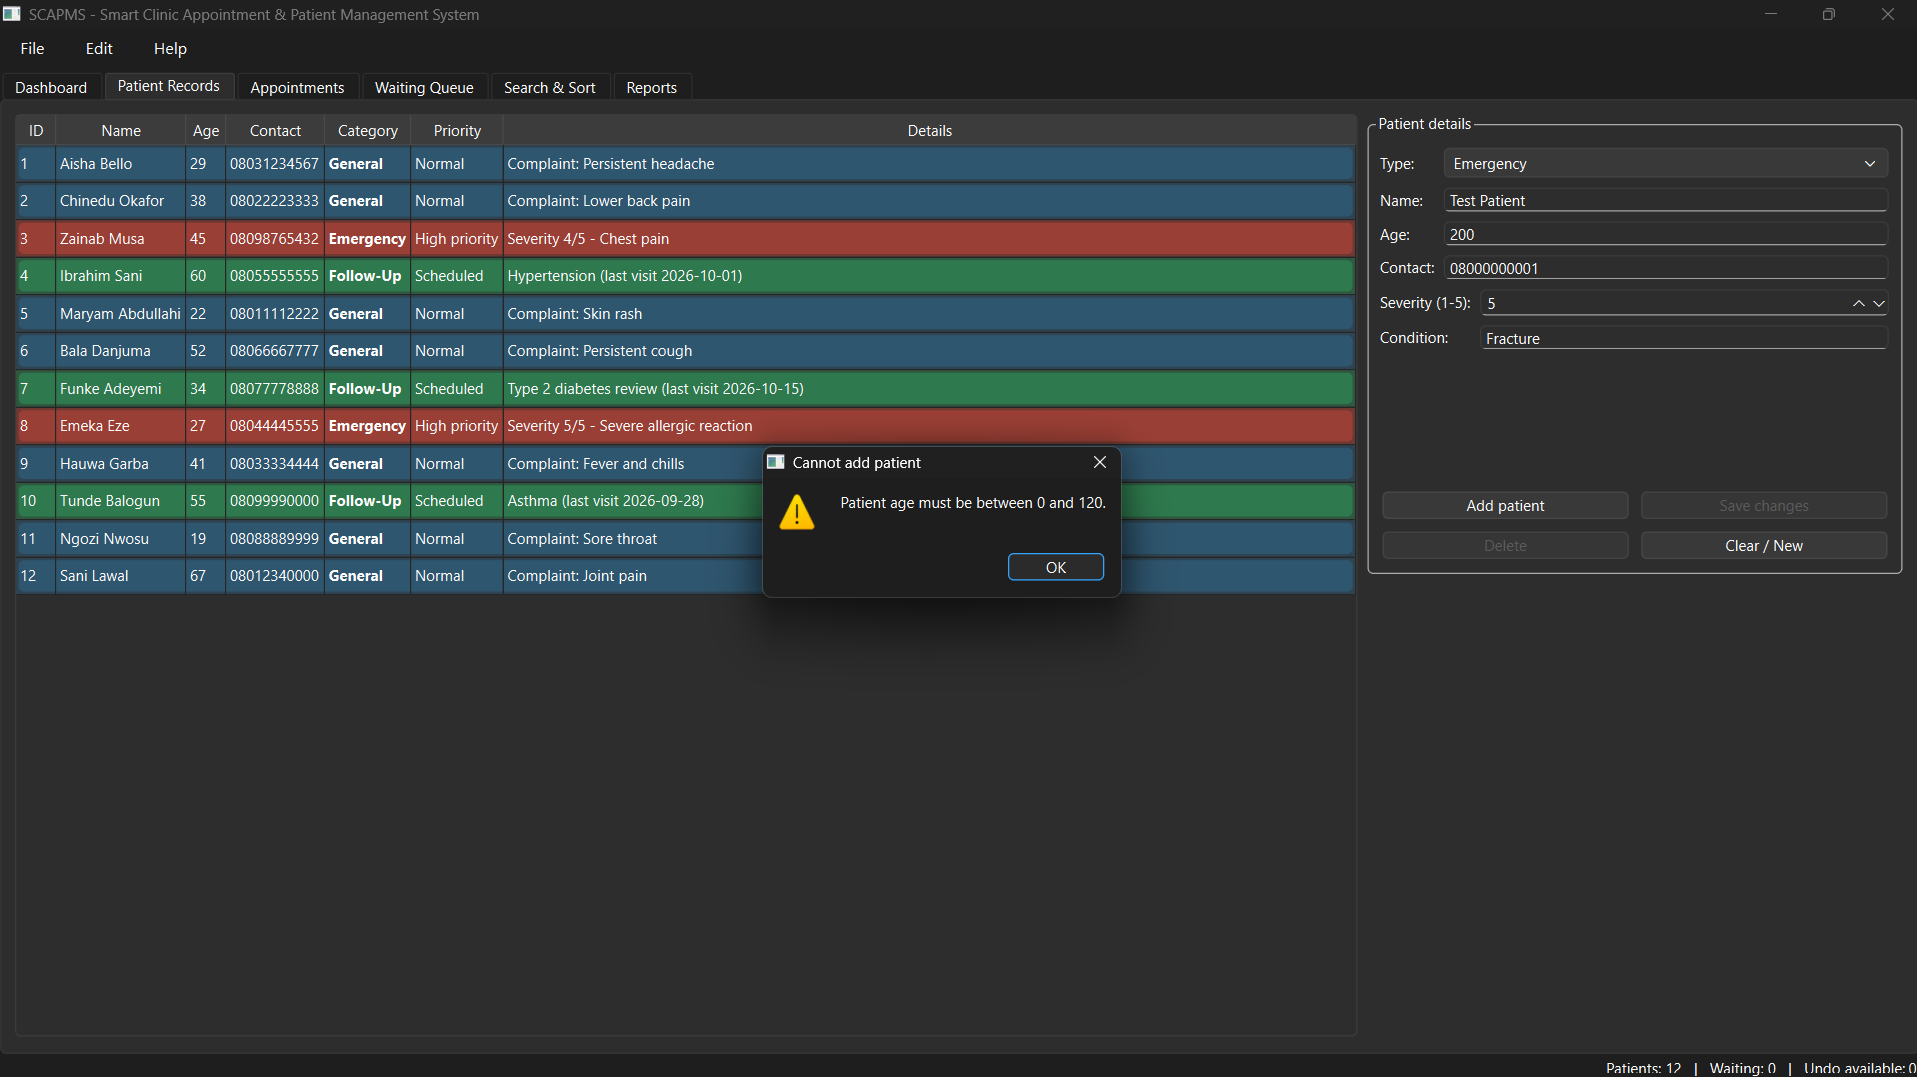 SCAPMS - Smart Clinic Appointment & Patient Management System
File Edit Help
Dashboard Patient Records Appointments Waiting Queue Search & Sort Reports
ID Name Age Contact Category Priority Details
1 Aisha Bello 29 08031234567 General Normal Complaint: Persistent headache
2 Chinedu Okafor 38 08022223333 General Normal Complaint: Lower back pain
3 Zainab Musa 45 08098765432 Emergency High priority Severity 4/5 - Chest pain
4 Ibrahim Sani 60 08055555555 Follow-Up Scheduled Hypertension (last visit 2026-10-01)
5 Maryam Abdullahi 22 08011112222 General Normal Complaint: Skin rash
6 Bala Danjuma 52 08066667777 General Normal Complaint: Persistent cough
7 Funke Adeyemi 34 08077778888 Follow-Up Scheduled Type 2 diabetes review (last visit 2026-10-15)
8 Emeka Eze 27 08044445555 Emergency High priority Severity 5/5 - Severe allergic reaction
9 Hauwa Garba 41 08033334444 General Normal Complaint: Fever and chills
10 Tunde Balogun 55 08099990000 Follow-Up Scheduled Asthma (last visit 2026-09-28)
11 Ngozi Nwosu 19 08088889999 General Normal Complaint: Sore throat
12 Sani Lawal 67 08012340000 General Normal Complaint: Joint pain
Cannot add patient
Patient age must be between 0 and 120.
OK
Patient details
Type: Emergency
Name: Test Patient
Age: 200
Contact: 08000000001
Severity (1-5): 5
Condition: Fracture
Add patient Save changes
Delete Clear / New
Patients: 12 | Waiting: 0 | Undo available: 0